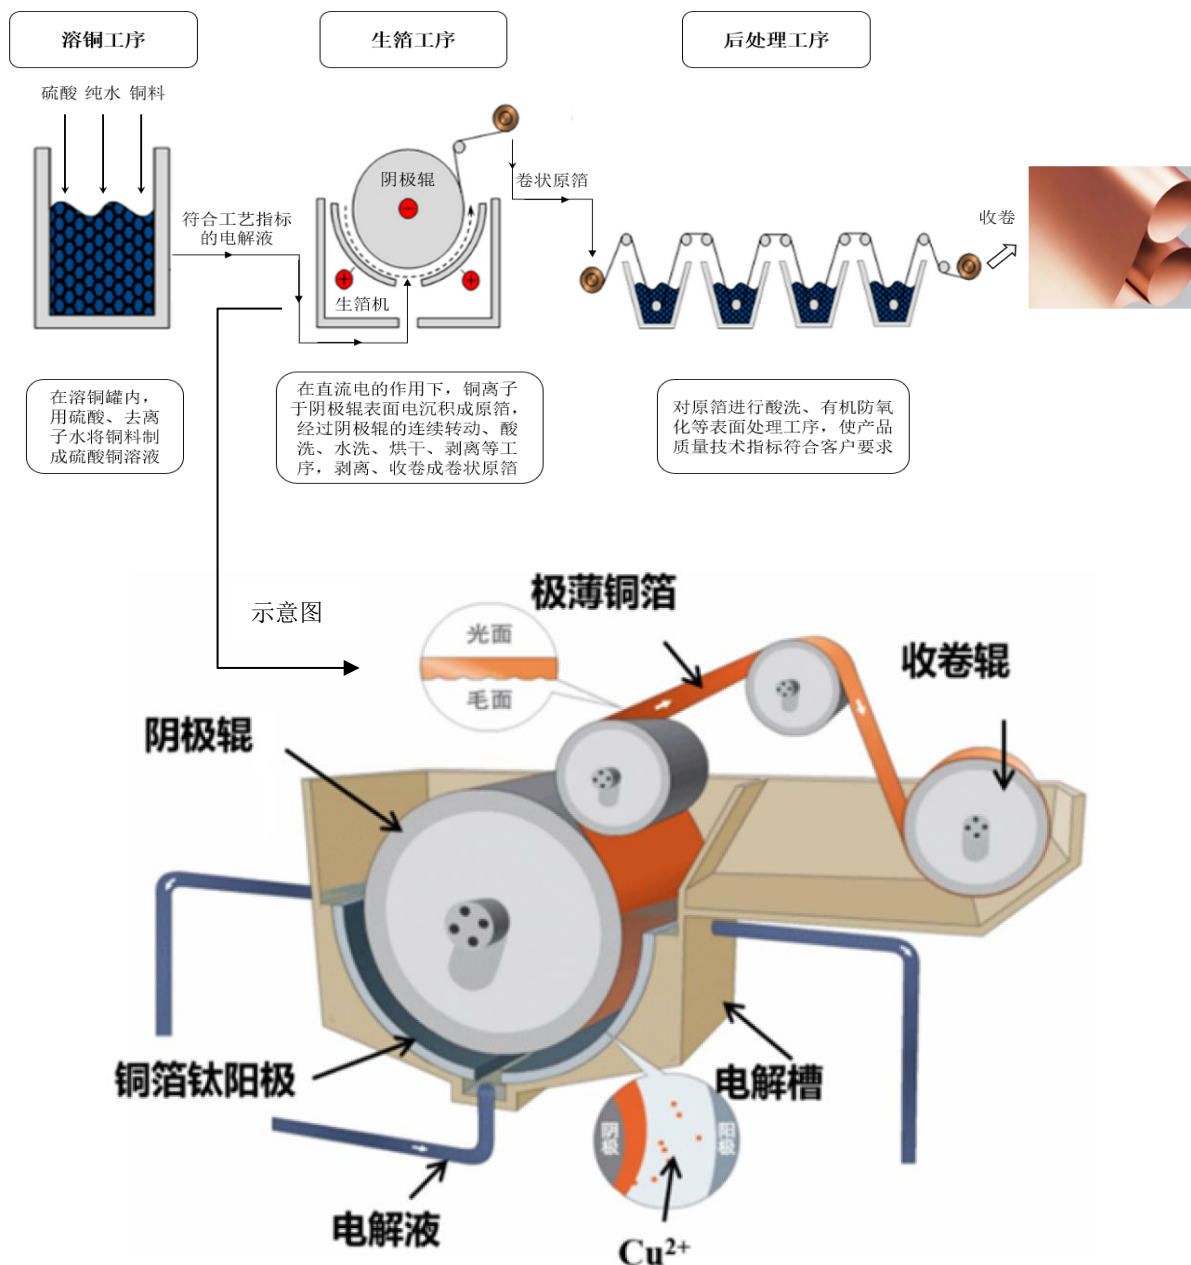 溶铜工序
生箔工序
后处理工序
硫酸 纯水 铜料
符合工艺指标
的电解液
阴极辊
生箔机
卷状原箔
收卷
在溶铜罐内，
用硫酸、去离
子水将铜料制
成硫酸铜溶液
在直流电的作用下，铜离子
于阴极辊表面电沉积成原箔，
经过阴极辊的连续转动、酸
洗、水洗、烘干、剥离等工
序，剥离、收卷成卷状原箔
对原箔进行酸洗、有机防氧
化等表面处理工序，使产品
质量技术指标符合客户要求
示意图
极薄铜箔
光面
毛面
收卷辊
阴极辊
铜箔钛阳极
电解槽
阴极
阳极
电解液
Cu²⁺